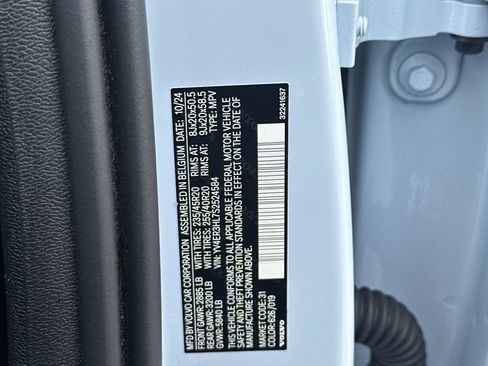 MFD. BY VOLVO CAR CORPORATION ASSEMBLED IN BELGIUM DATE: 10/24
FRONT GAWR: 2885 LB WITH TIRES: 235/45R20 RIMS AT: 8Jx20x50.5
REAR GAWR: 3200 LB WITH TIRES: 255/40R20 RIMS AT: 9Jx20x58.5
GVWR: 5840 LB VIN: YV4ER3HL7S2524584 TYPE: MPV
THIS VEHICLE CONFORMS TO ALL APPLICABLE FEDERAL MOTOR VEHICLE
SAFETY AND THEFT PREVENTION STANDARDS IN EFFECT ON THE DATE OF
MANUFACTURE SHOWN ABOVE.
MARKET CODE: 31
COLOR: 626 /019
VOLVO 32241637